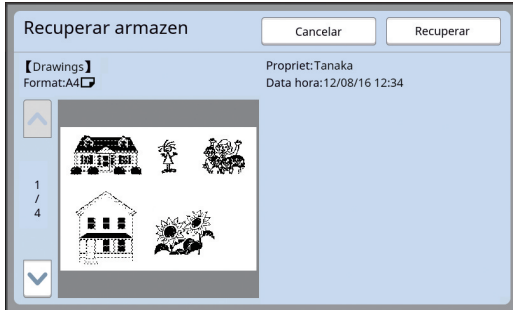 Recuperar armazen
Cancelar
Recuperar
【Drawings】
Format:A4
Propriet:Tanaka
Data hora:12/08/16 12:34
1
/
4